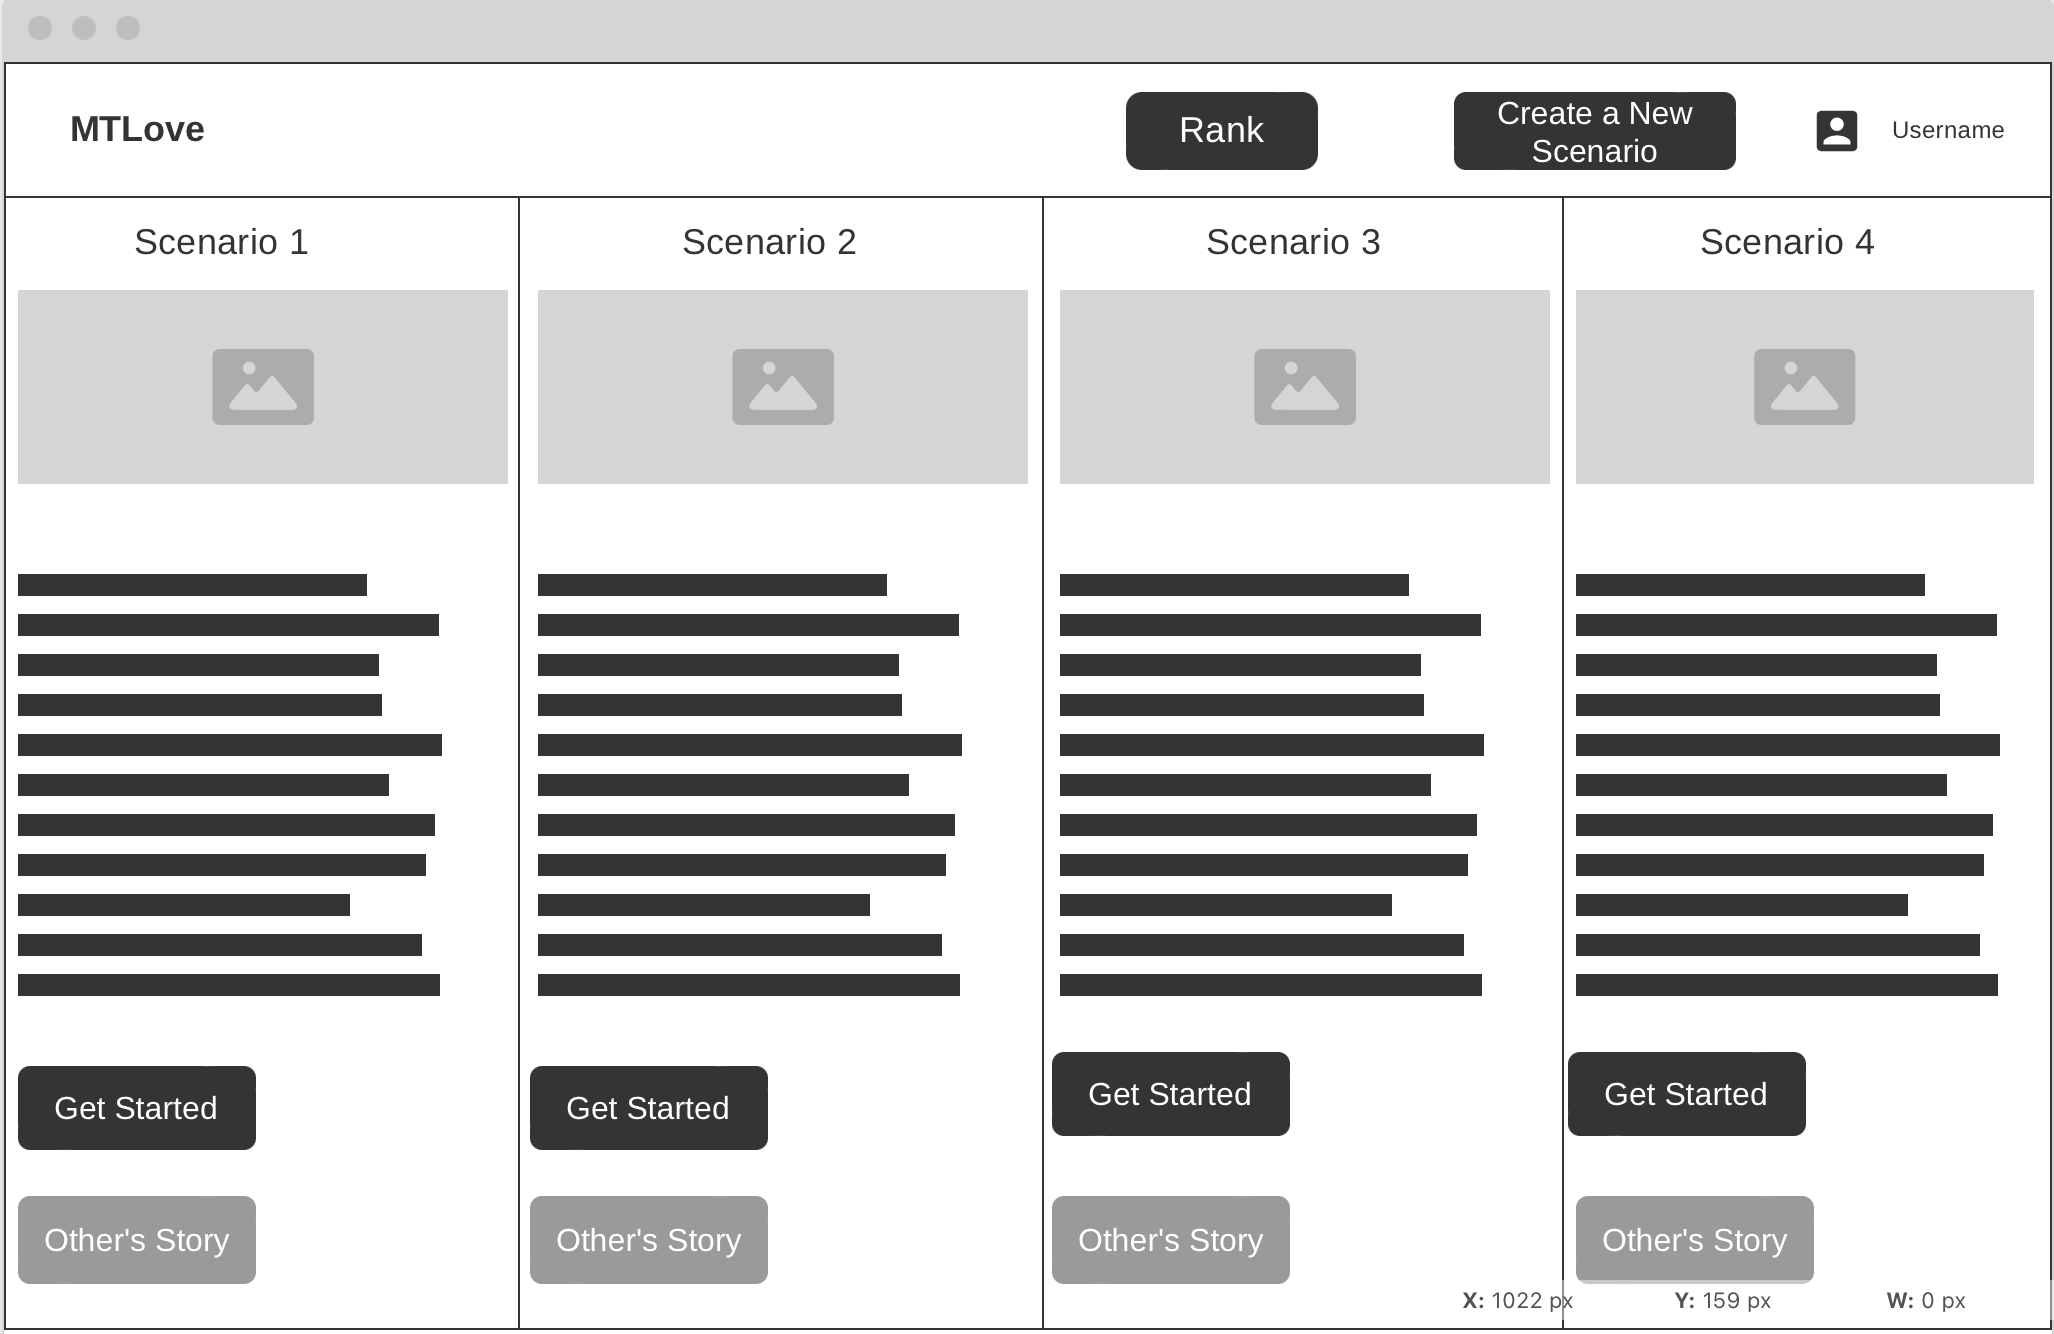 MTLove
Rank
Create a New
Scenario
Username
Scenario 1
Scenario 2
Scenario 3
Scenario 4
Get Started
Get Started
Get Started
Get Started
Other's Story
Other's Story
Other's Story
Other's Story
X: 1022 px
Y: 159 px
W: 0 px